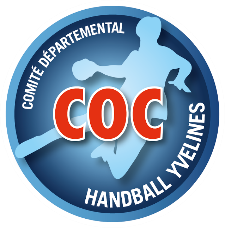 COMITÉ DÉPARTEMENTAL
COC
HANDBALL YVELINES